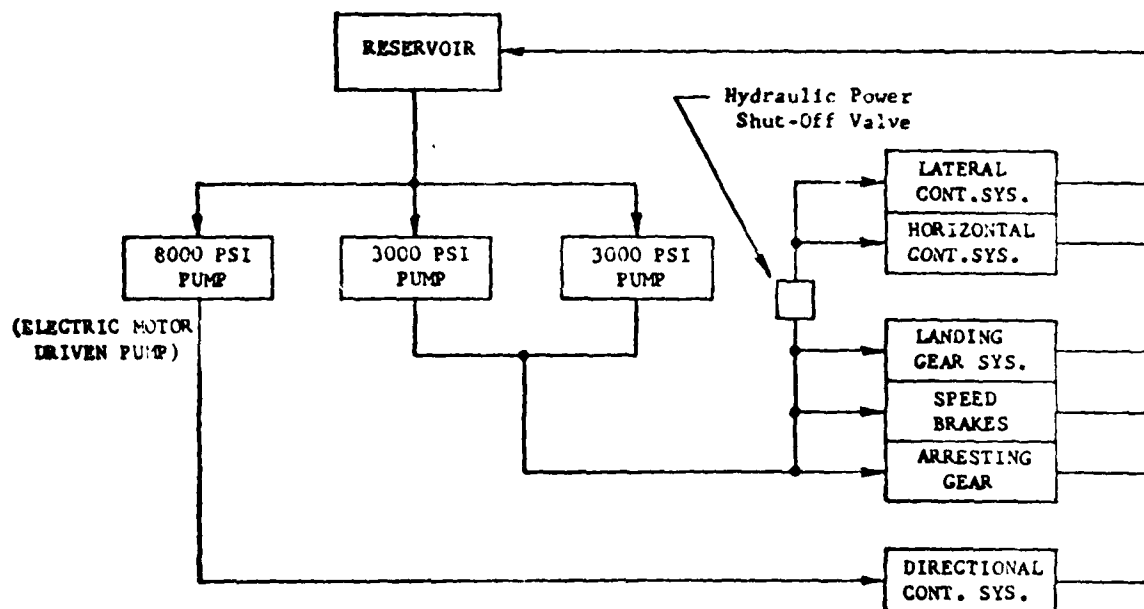 RESERVOIR
Hydraulic Power
Shut-Off Valve
LATERAL
CONT.SYS.
HORIZONTAL
CONT.SYS.
8000 PSI
PUMP
3000 PSI
PUMP
3000 PSI
PUMP
(ELECTRIC MOTOR
DRIVEN PUMP)
LANDING
GEAR SYS.
SPEED
BRAKES
ARRESTING
GEAR
DIRECTIONAL
CONT. SYS.